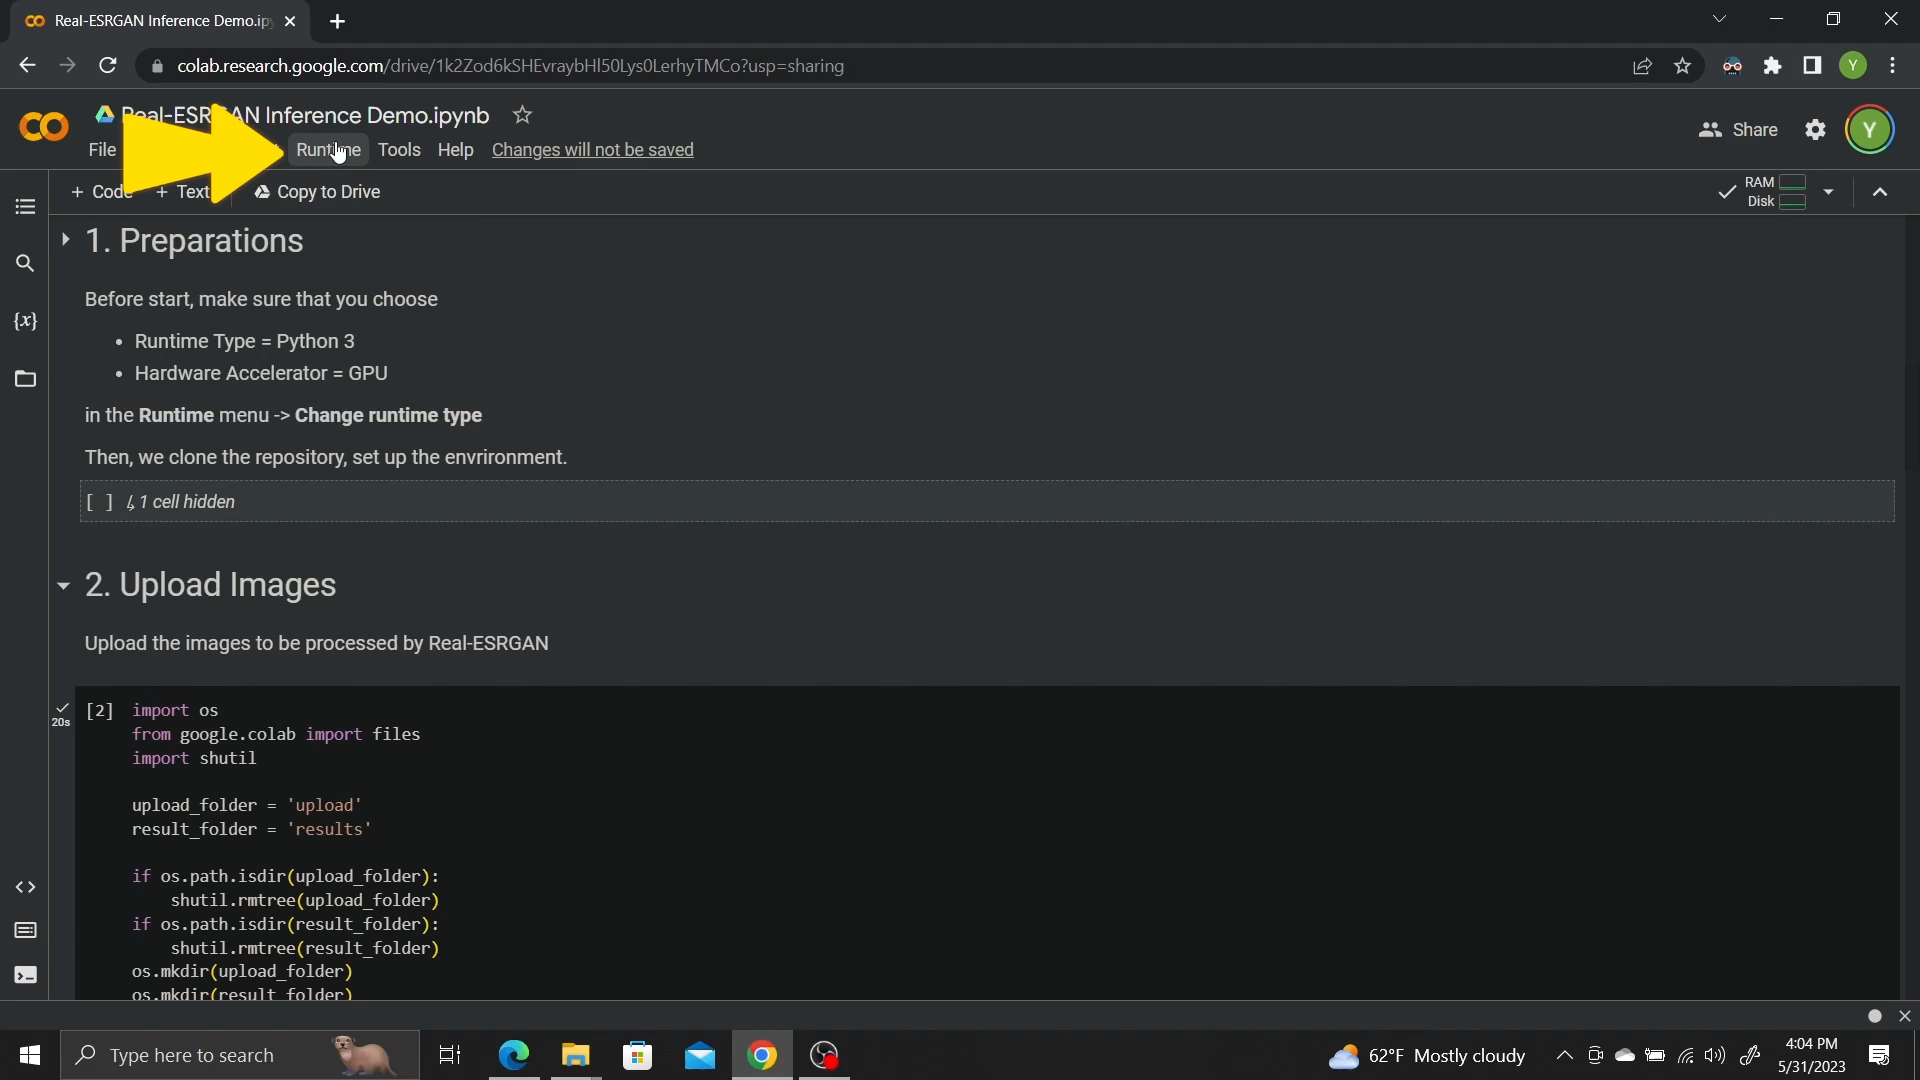 Real-ESRGAN Inference Demo.ip
colab.research.google.com/drive/1k2Zod6kSHEvraybHl50Lys0LerhyTMCo?usp=sharing
Y
Inference Demo.ipynb
Share
Y
File
Runtime
Tools
Help
Changes will not be saved
+ Code
+ Text
Copy to Drive
RAM
Disk
1. Preparations
{x}
Before start, make sure that you choose
• Runtime Type = Python 3
• Hardware Accelerator = GPU
in the Runtime menu -> Change runtime type
Then, we clone the repository, set up the envrironment.
[ ] ↳ 1 cell hidden
2. Upload Images
Upload the images to be processed by Real-ESRGAN
20s
[2] import os
from google.colab import files
import shutil
upload_folder = 'upload'
result_folder = 'results'
if os.path.isdir(upload_folder):
shutil.rmtree(upload_folder)
if os.path.isdir(result_folder):
shutil.rmtree(result_folder)
os.mkdir(upload_folder)
os.mkdir(result_folder)
Type here to search
62°F Mostly cloudy
4:04 PM
5/31/2023